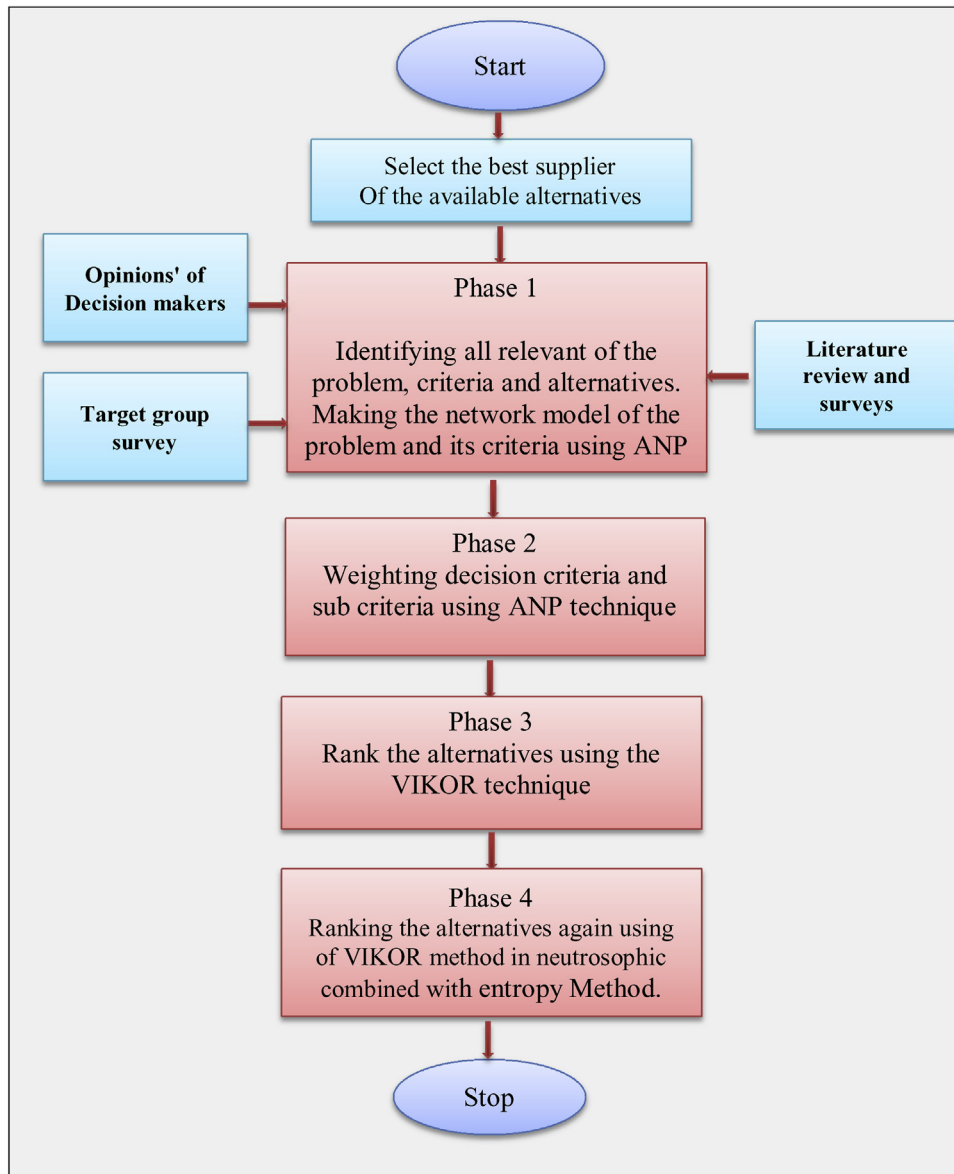 Start
Select the best supplier
Of the available alternatives
Opinions' of
Decision makers
Target group
survey
Phase 1
Identifying all relevant of the
problem, criteria and alternatives.
Making the network model of the
problem and its criteria using ANP
Literature
review and
surveys
Phase 2
Weighting decision criteria and
sub criteria using ANP technique
Phase 3
Rank the alternatives using the
VIKOR technique
Phase 4
Ranking the alternatives again using
of VIKOR method in neutrosophic
combined with entropy Method.
Stop